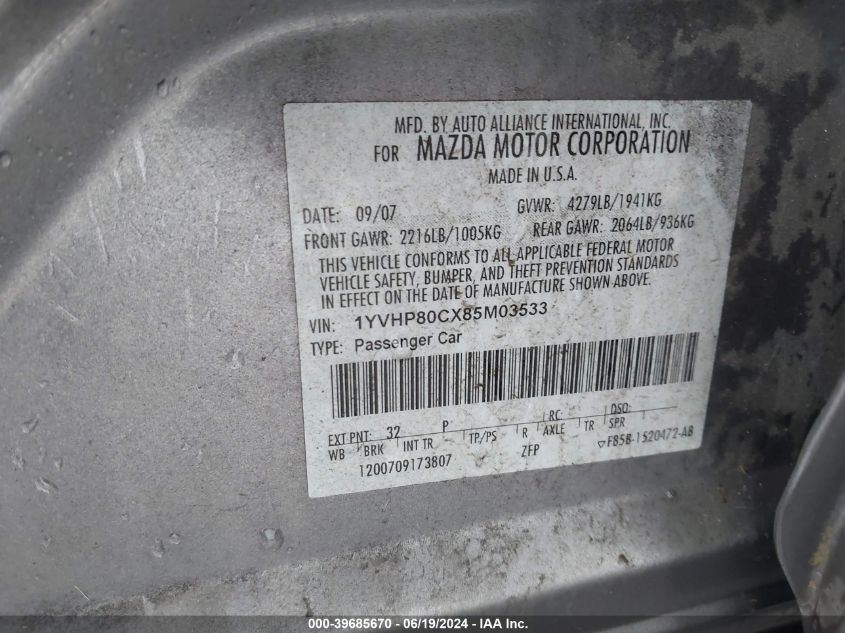 MFD. BY AUTO ALLIANCE INTERNATIONAL, INC.
FOR MAZDA MOTOR CORPORATION
MADE IN U.S.A.
DATE: 09/07 GVWR: 4279LB/1941KG
FRONT GAWR: 2216LB/1005KG REAR GAWR: 2064LB/936KG
THIS VEHICLE CONFORMS TO ALL APPLICABLE FEDERAL MOTOR
VEHICLE SAFETY, BUMPER, AND THEFT PREVENTION STANDARDS
IN EFFECT ON THE DATE OF MANUFACTURE SHOWN ABOVE.
VIN: 1YVHP80CX85M03533
TYPE: Passenger Car
EXT PNT: 32 P RC: DSO:
WB BRK INT TR TP/PS R AXLE TR SPR
1200709173807 ZFP ▽F85B-1520472-AB
000-39685670 - 06/19/2024 - IAA Inc.